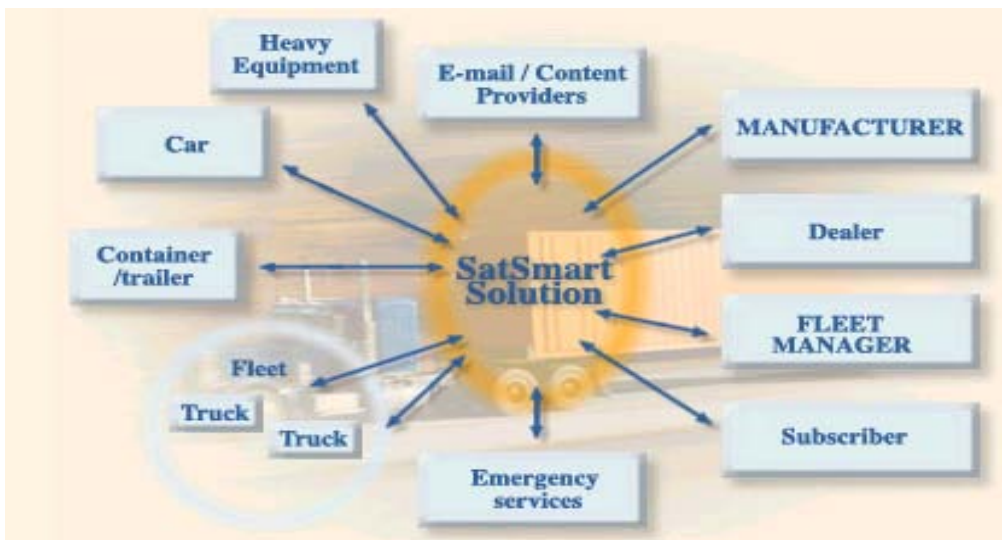 Heavy
Equipment
E-mail / Content
Providers
MANUFACTURER
Car
Dealer
Container
/trailer
SatSmart
Solution
FLEET
MANAGER
Fleet
Truck
Truck
Subscriber
Emergency
services